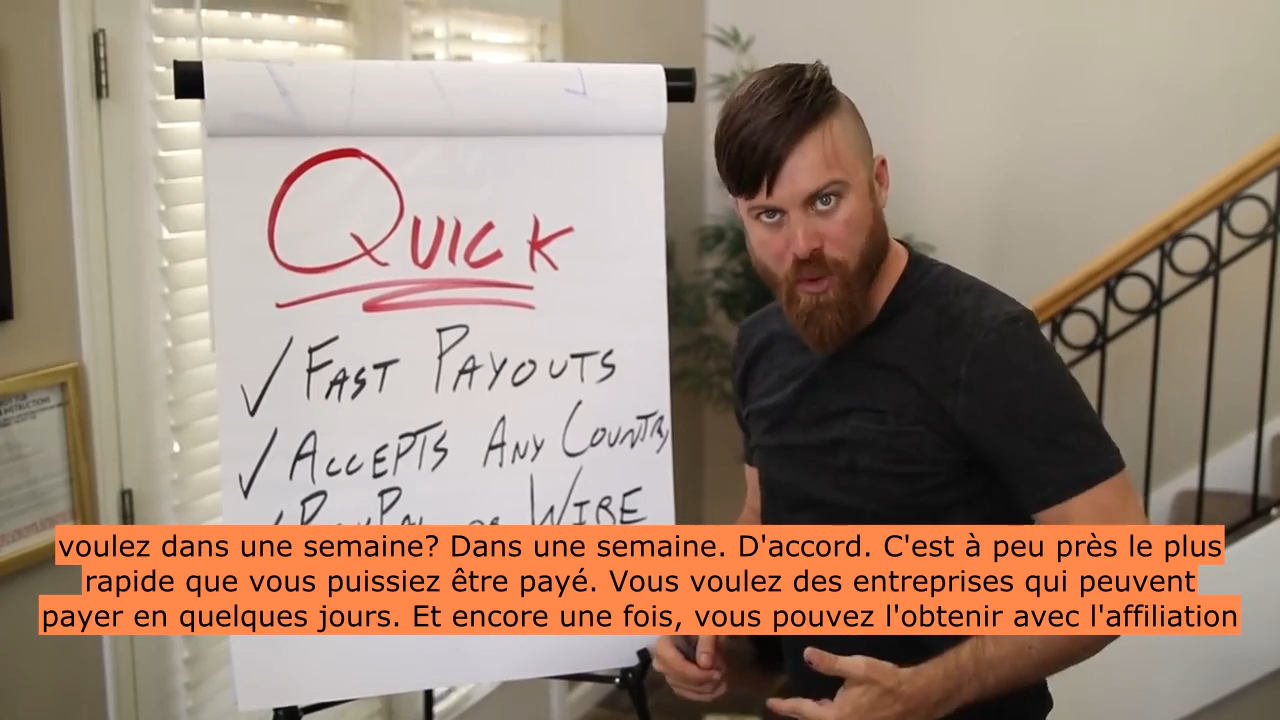 QUICK
✓ FAST PAYOUTS
✓ ACCEPTS ANY COUNTRY
✓ PAYPAL OR WIRE
voulez dans une semaine? Dans une semaine. D'accord. C'est à peu près le plus
rapide que vous puissiez être payé. Vous voulez des entreprises qui peuvent
payer en quelques jours. Et encore une fois, vous pouvez l'obtenir avec l'affiliation